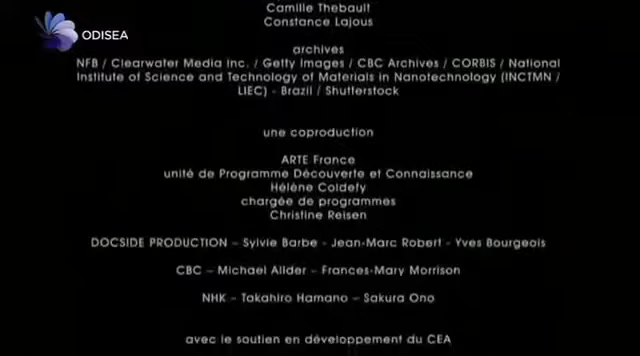 Camille Thebault
ODISEA
Constance Lajous
archives
NFB / Clearwater Media Inc. / Getty Images / CBC Archives / CORBIS / National
Institute of Science and Technology of Materials in Nanotechnology (INCTMN /
LIEC) - Brazil / Shutterstock
une coproduction
ARTE France
unité de Programme Découverte et Connaissance
Hélène Coldefy
chargée de programmes
Christine Reisen
DOCSIDE PRODUCTION – Sylvie Barbe - Jean-Marc Robert - Yves Bourgeois
CBC – Michael Allder – Frances-Mary Morrison
NHK – Takahiro Hamano – Sakura Ono
avec le soutien en développement du CEA